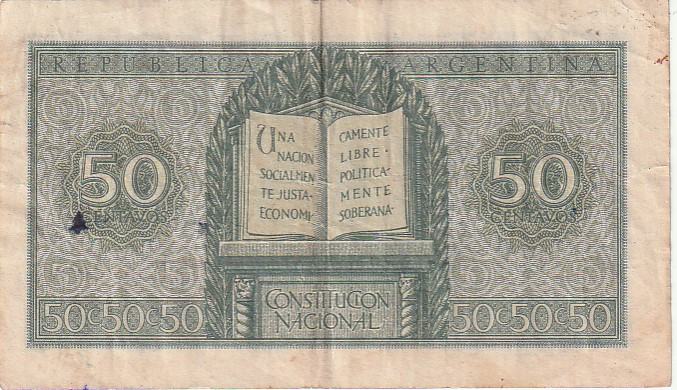 REPUBLICA ARGENTINA
UNA
NACION
SOCIALMEN
TE JUSTA·
ECONOMI
CAMENTE
LIBRE·
POLITICA·
MENTE
SOBERANA·
50
CENTAVOS
50
CENTAVOS
CONSTITUCION
NACIONAL
50C50C50
50C50C50